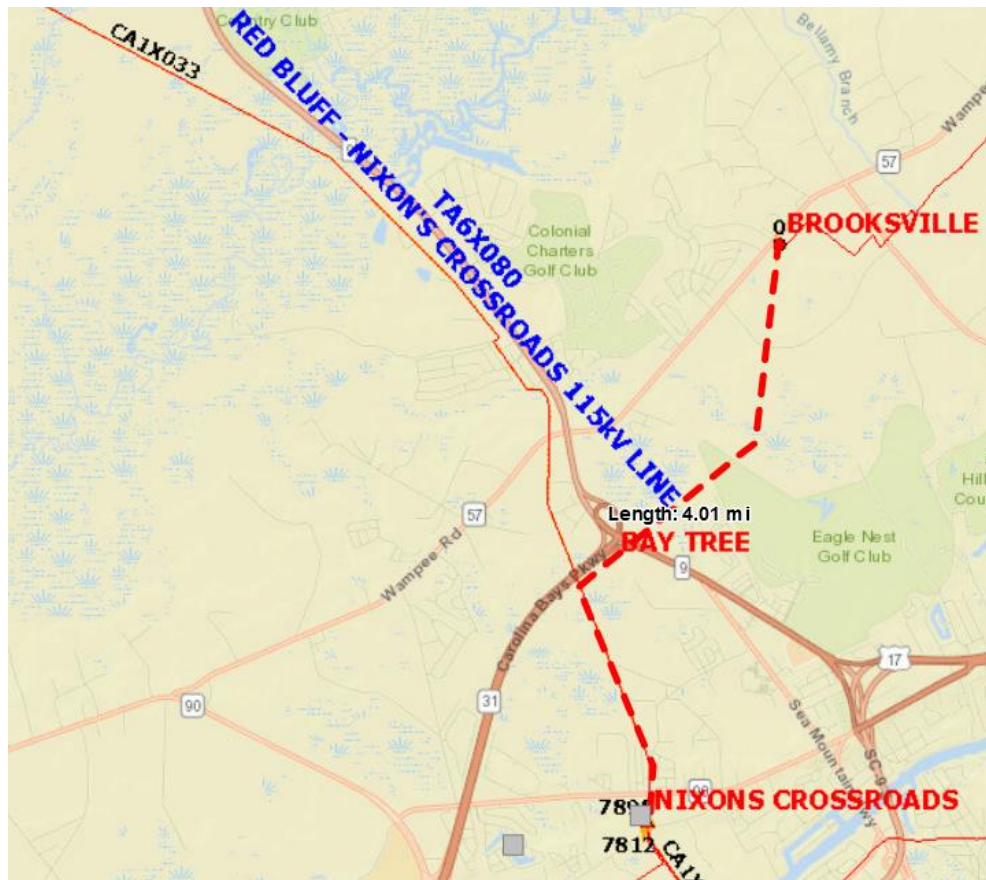 Country Club
CA1X033
RED BLUFF - NIXON'S CROSSROADS 115KV LINE
TA6X080
Bellamy Branch
Wampee
57
BROOKSVILLE
0
Colonial
Charters
Golf Club
Length: 4.01 mi
BAY TREE
Eagle Nest
Golf Club
57
Wampee Rd
Carolina Bays Pkwy
9
17
90
31
Sea Mountain
SC-9
NIXONS CROSSROADS
7812